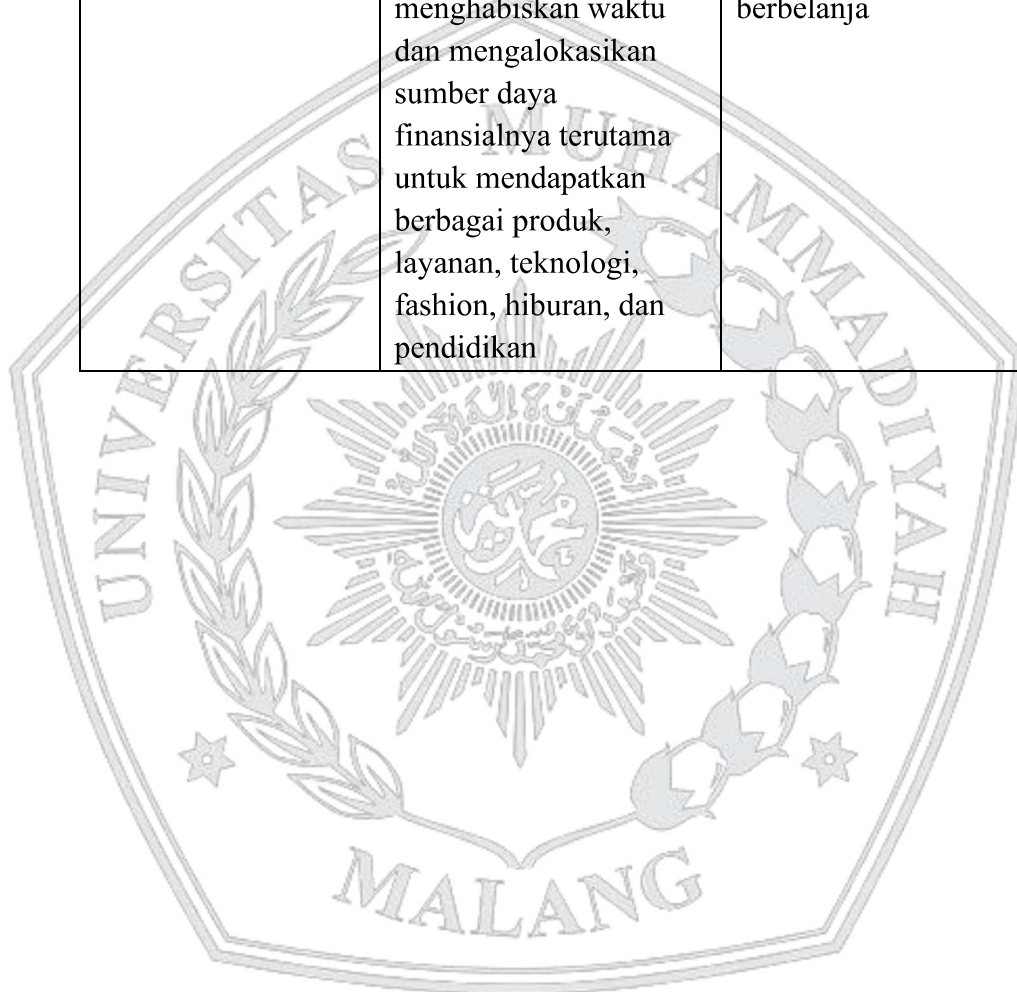 menghabiskan waktu
dan mengalokasikan
sumber daya
finansialnya terutama
untuk mendapatkan
berbagai produk,
layanan, teknologi,
fashion, hiburan, dan
pendidikan
berbelanja
UNIVERSITAS MUHAMMADIYAH
MALANG